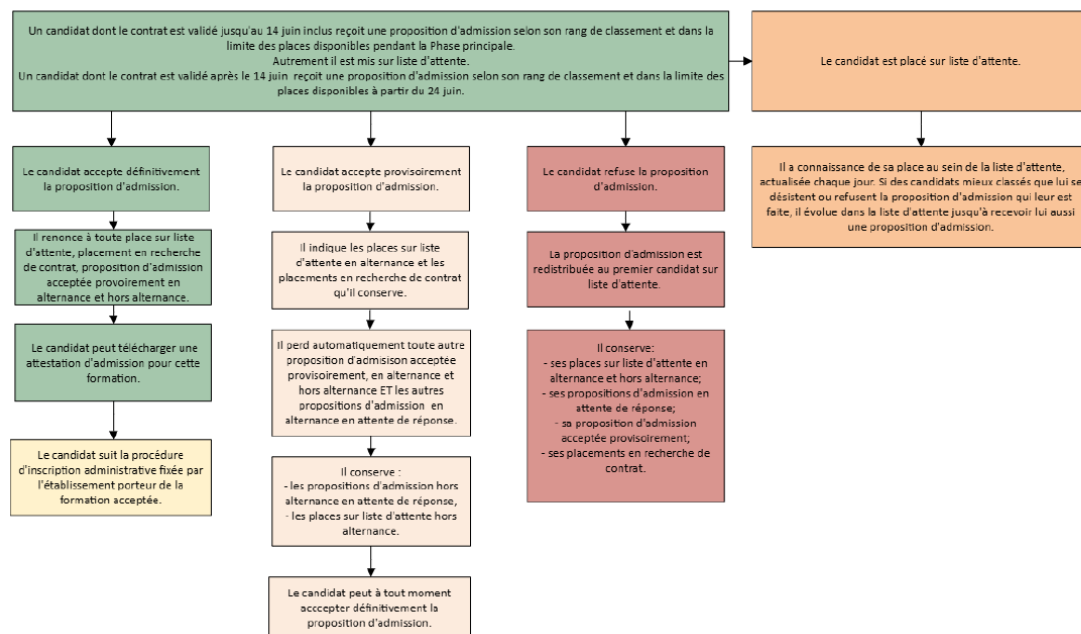 Un candidat dont le contrat est validé jusqu'au 14 juin inclus reçoit une proposition d'admission selon son rang de classement et dans la
limite des places disponibles pendant la Phase principale.
Autrement il est mis sur liste d'attente.
Un candidat dont le contrat est validé après le 14 juin reçoit une proposition d'admission selon son rang de classement et dans la limite des
places disponibles à partir du 24 juin.
Le candidat est placé sur liste d'attente.
Le candidat accepte définitivement
la proposition d'admission.
Il renonce à toute place sur liste
d'attente, placement en recherche
de contrat, proposition d'admission
acceptée provoirement en
alternance et hors alternance.
Le candidat peut télécharger une
attestation d'admission pour cette
formation.
Le candidat suit la procédure
d'inscription administrative fixée par
l'établissement porteur de la
formation acceptée.
Le candidat accepte provisoirement
la proposition d'admission.
Il indique les places sur liste
d'attente en alternance et les
placements en recherche de contrat
qu'il conserve.
Il perd automatiquement toute autre
proposition d'admisison acceptée
provisoirement, en alternance et
hors alternance ET les autres
propositions d'admission en
alternance en attente de réponse.
Il conserve :
- les propositions d'admission hors
alternance en attente de réponse,
- les places sur liste d'attente hors
alternance.
Le candidat peut à tout moment
acccepter définitivement la
proposition d'admission.
Le candidat refuse la proposition
d'admission.
La proposition d'admission est
redistribuée au premier candidat sur
liste d'attente.
Il conserve:
- ses places sur liste d'attente en
alternance et hors alternance;
- ses propositions d'admission en
attente de réponse;
- sa proposition d'admission
acceptée provisoirement;
- ses placements en recherche de
contrat.
Il a connaissance de sa place au sein de la liste d'attente,
actualisée chaque jour. Si des candidats mieux classés que lui se
désistent ou refusent la proposition d'admission qui leur est
faite, il évolue dans la liste d'attente jusqu'à recevoir lui aussi
une proposition d'admission.